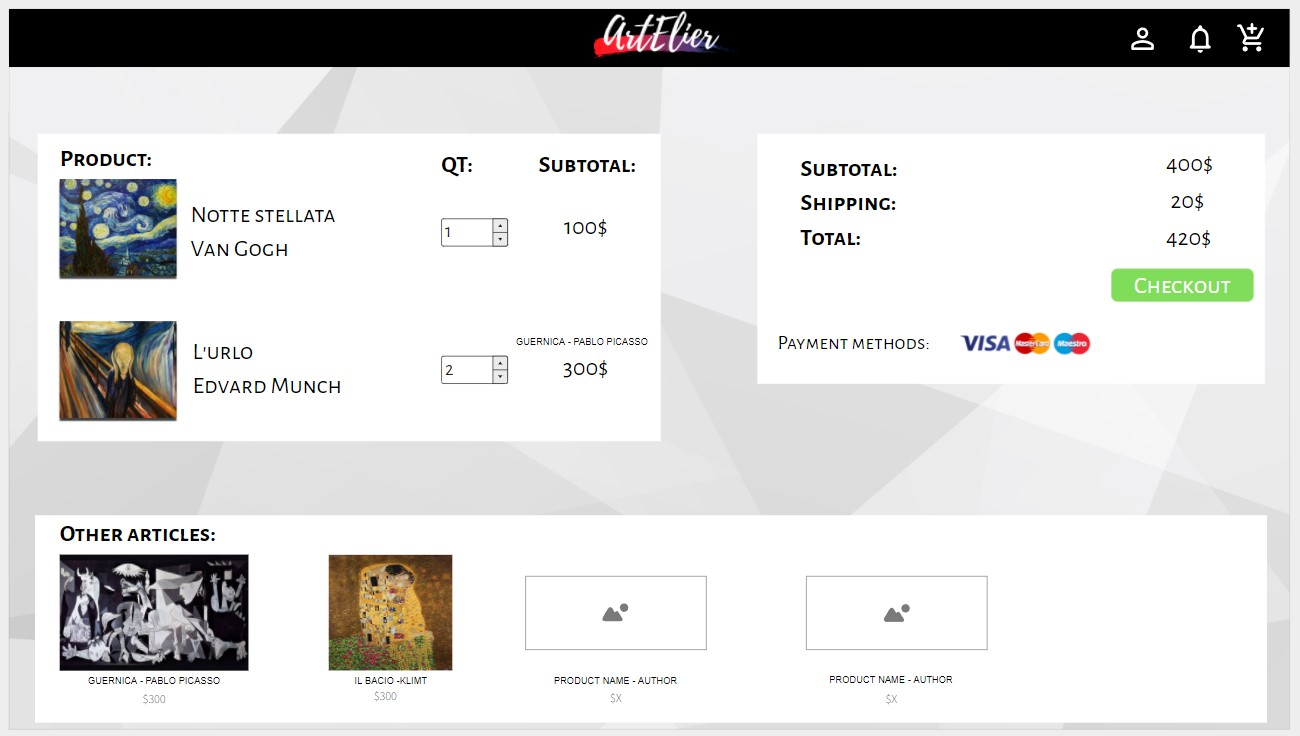 ArtElier
Product:
QT:
Subtotal:
Notte stellata
Van Gogh
1
100$
L'urlo
Edvard Munch
2
GUERNICA - PABLO PICASSO
300$
Subtotal:
400$
Shipping:
20$
Total:
420$
Checkout
Payment methods:
VISA
MasterCard
Maestro
Other articles:
GUERNICA - PABLO PICASSO
$300
IL BACIO -KLIMT
$300
PRODUCT NAME - AUTHOR
$X
PRODUCT NAME - AUTHOR
$X